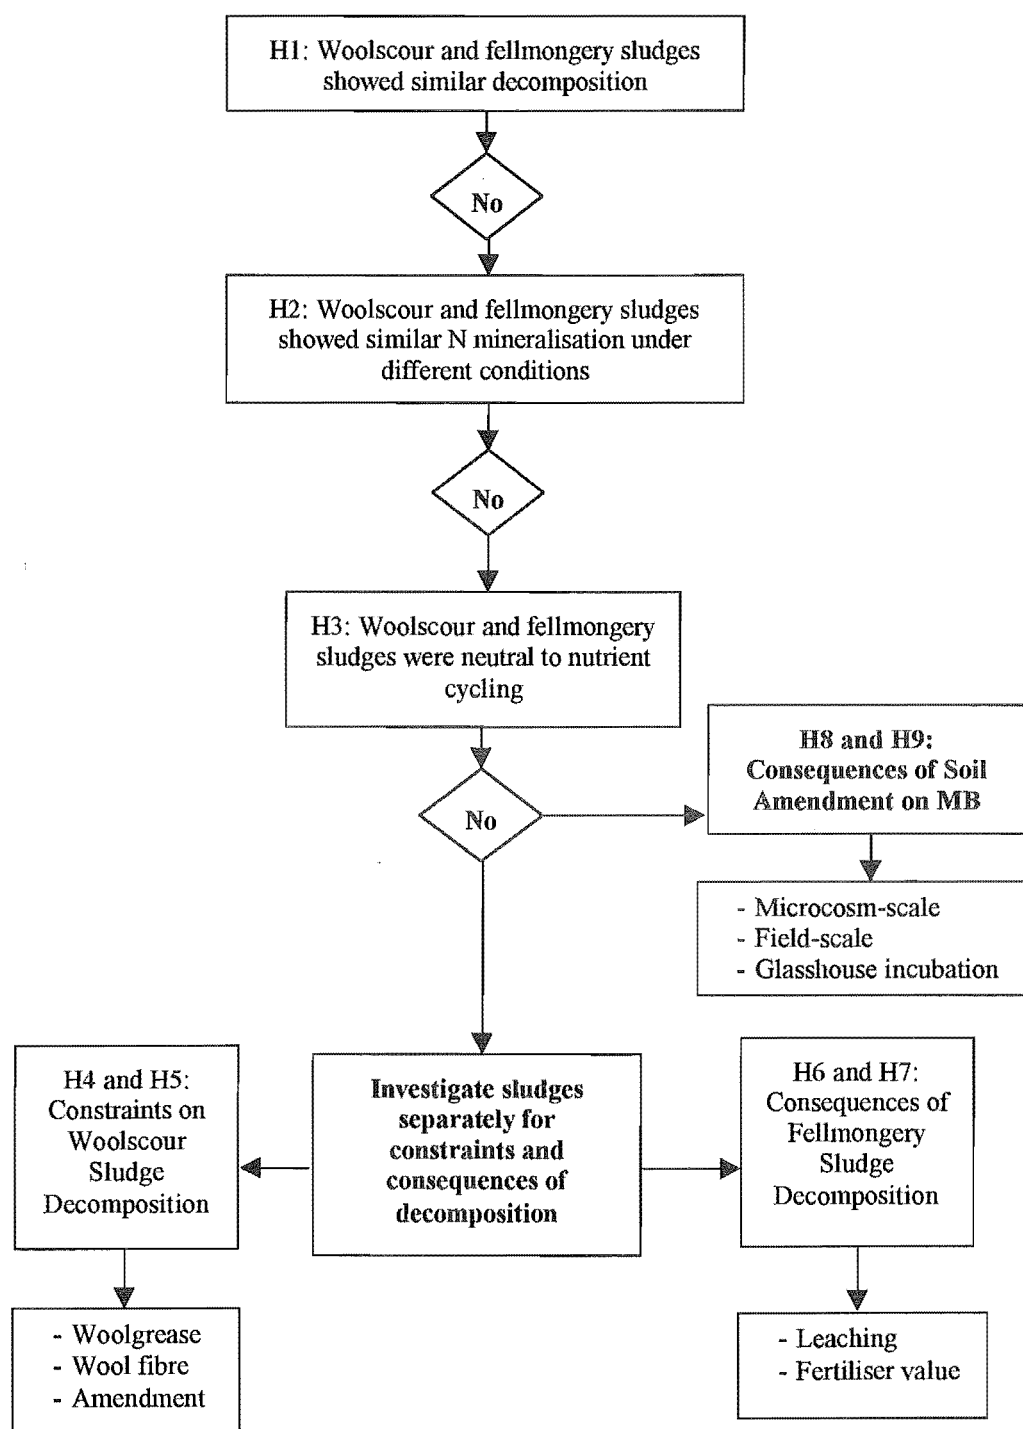 H1: Woolscour and fellmongery sludges
showed similar decomposition
No
H2: Woolscour and fellmongery sludges
showed similar N mineralisation under
different conditions
No
H3: Woolscour and fellmongery
sludges were neutral to nutrient
cycling
No
H8 and H9:
Consequences of Soil
Amendment on MB
- Microcosm-scale
- Field-scale
- Glasshouse incubation
H4 and H5:
Constraints on
Woolscour
Sludge
Decomposition
Investigate sludges
separately for
constraints and
consequences of
decomposition
H6 and H7:
Consequences of
Fellmongery
Sludge
Decomposition
- Woolgrease
- Wool fibre
- Amendment
- Leaching
- Fertiliser value